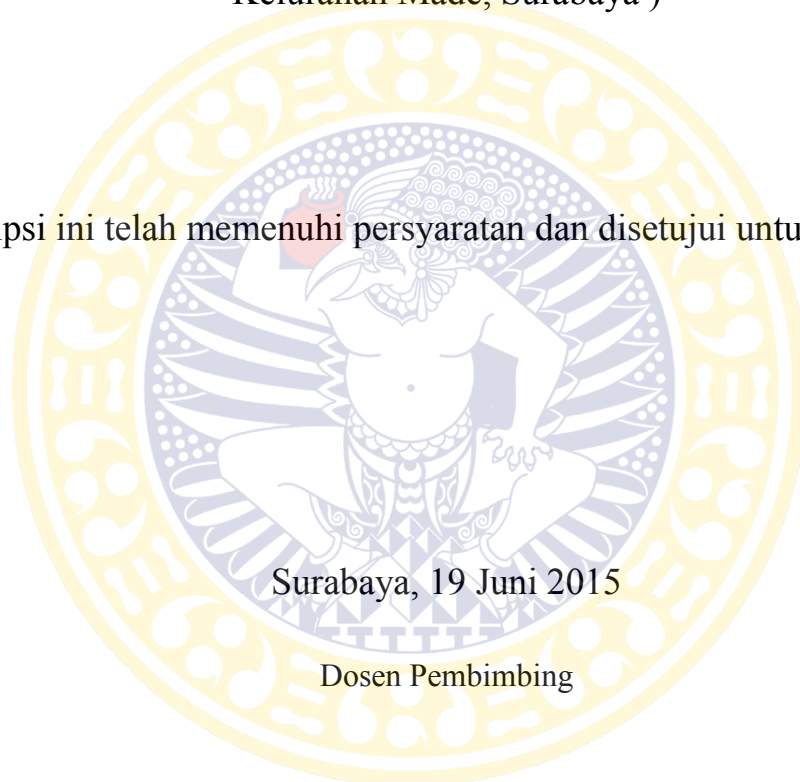 Kelurahan Made, Surabaya )
psi ini telah memenuhi persyaratan dan disetujui untu
Surabaya, 19 Juni 2015
Dosen Pembimbing